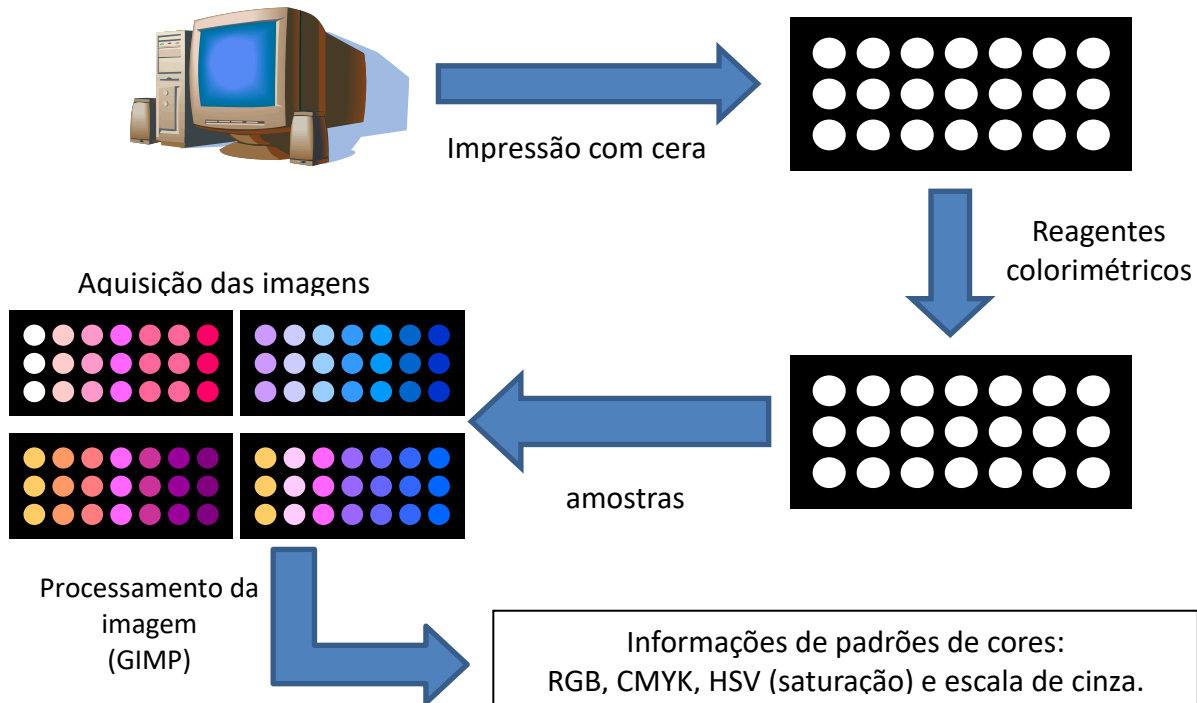 Impressão com cera
Reagentes
colorimétricos
amostras
Aquisição das imagens
Processamento da
imagem
(GIMP)
Informações de padrões de cores:
RGB, CMYK, HSV (saturação) e escala de cinza.